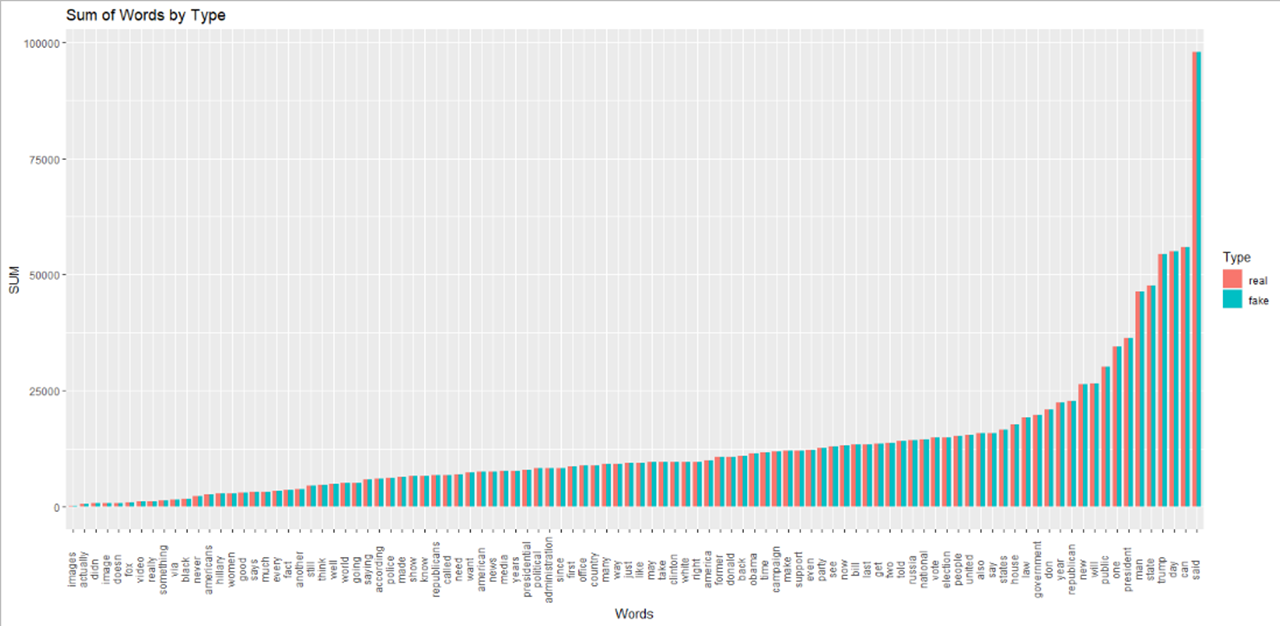 Sum of Words by Type
100000
75000
50000
25000
0
SUM
images
actually
didn
image
doesn
fox
video
really
something
via
black
never
americans
hillary
women
good
says
much
every
fact
another
still
think
well
world
going
saying
according
police
made
show
know
republicans
called
need
want
american
news
media
years
presidential
political
administration
since
first
office
country
many
way
just
like
may
take
clinton
white
right
america
former
donald
back
obama
time
campaign
make
support
even
party
see
now
bill
last
get
two
told
russia
national
vote
election
people
united
also
say
states
house
law
government
don
year
republican
new
will
public
one
president
man
state
trump
day
can
said
Words
Type
real
fake